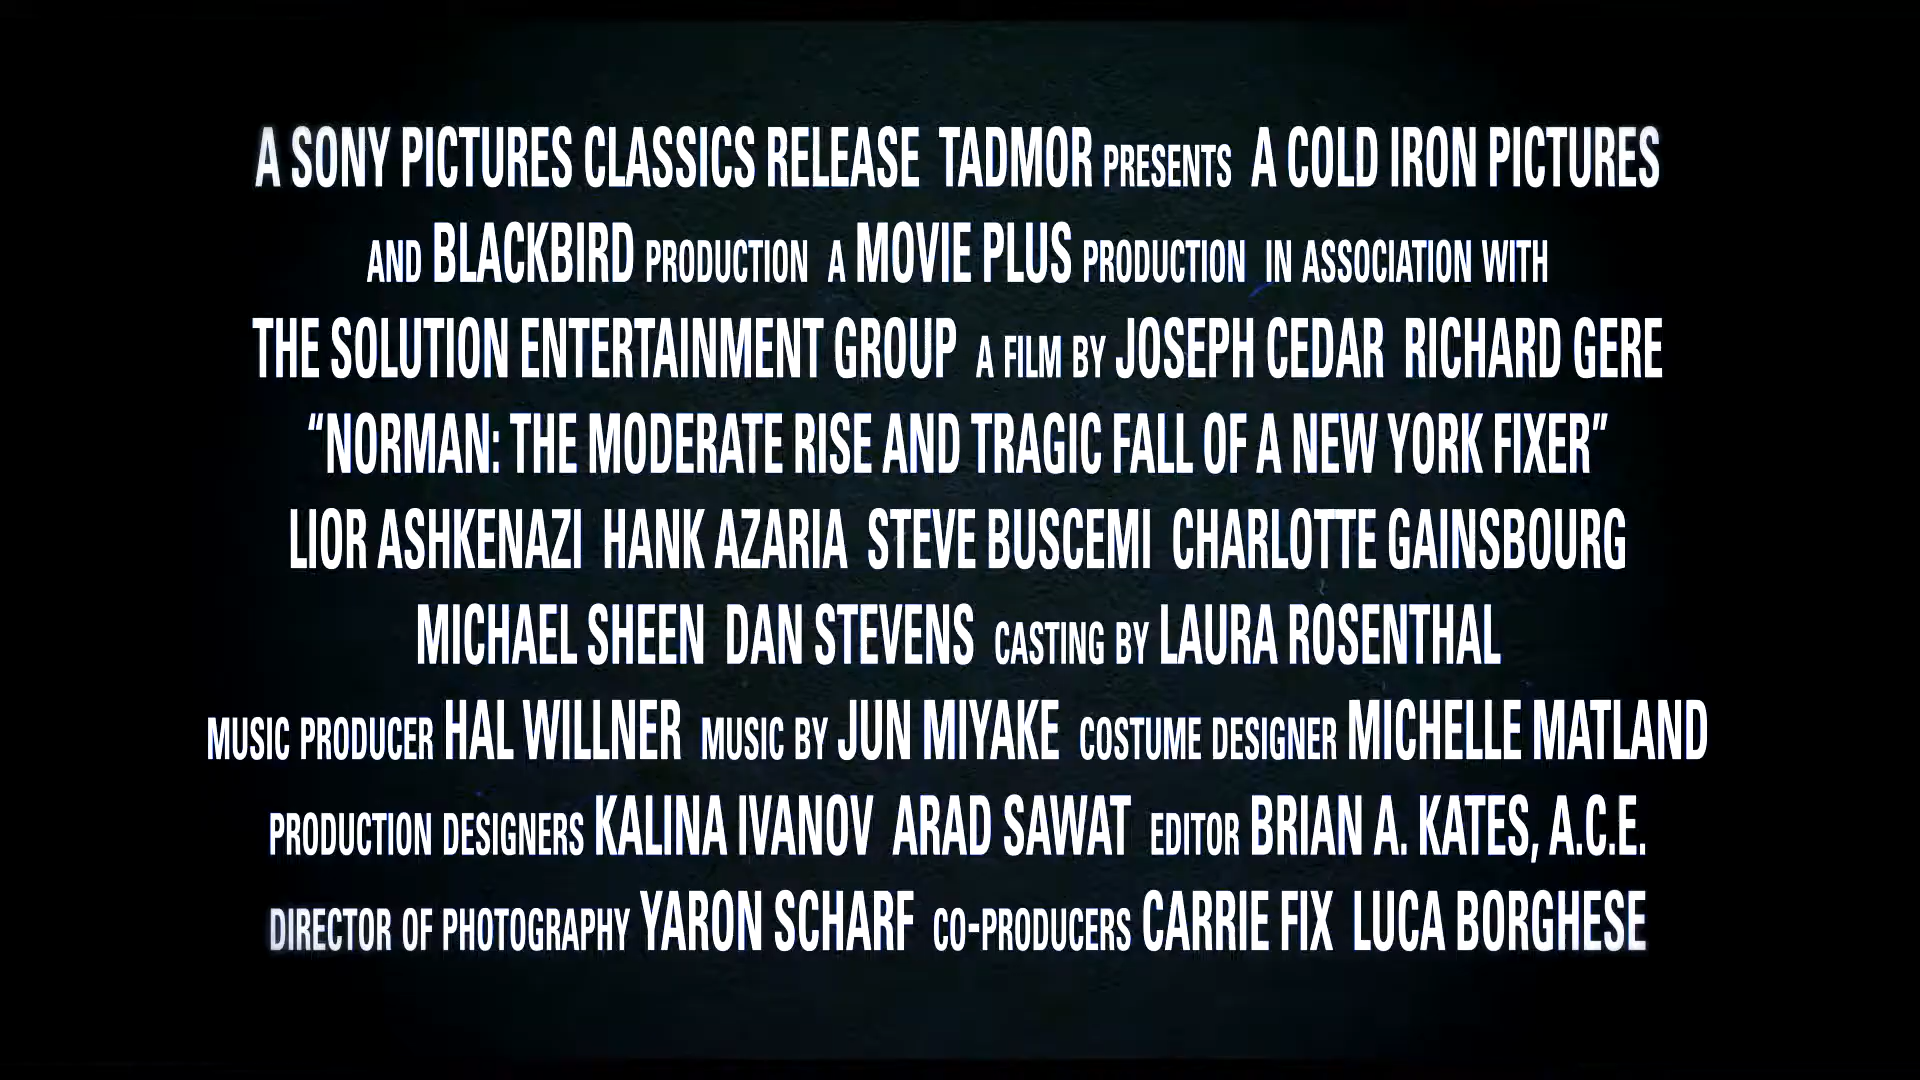 A SONY PICTURES CLASSICS RELEASE TADMOR PRESENTS A COLD IRON PICTURES
AND BLACKBIRD PRODUCTION A MOVIE PLUS PRODUCTION IN ASSOCIATION WITH
THE SOLUTION ENTERTAINMENT GROUP A FILM BY JOSEPH CEDAR RICHARD GERE
“NORMAN: THE MODERATE RISE AND TRAGIC FALL OF A NEW YORK FIXER”
LIOR ASHKENAZI HANK AZARIA STEVE BUSCEMI CHARLOTTE GAINSBOURG
MICHAEL SHEEN DAN STEVENS CASTING BY LAURA ROSENTHAL
MUSIC PRODUCER HAL WILLNER MUSIC BY JUN MIYAKE COSTUME DESIGNER MICHELLE MATLAND
PRODUCTION DESIGNERS KALINA IVANOV ARAD SAWAT EDITOR BRIAN A. KATES, A.C.E.
DIRECTOR OF PHOTOGRAPHY YARON SCHARF CO-PRODUCERS CARRIE FIX LUCA BORGHESE